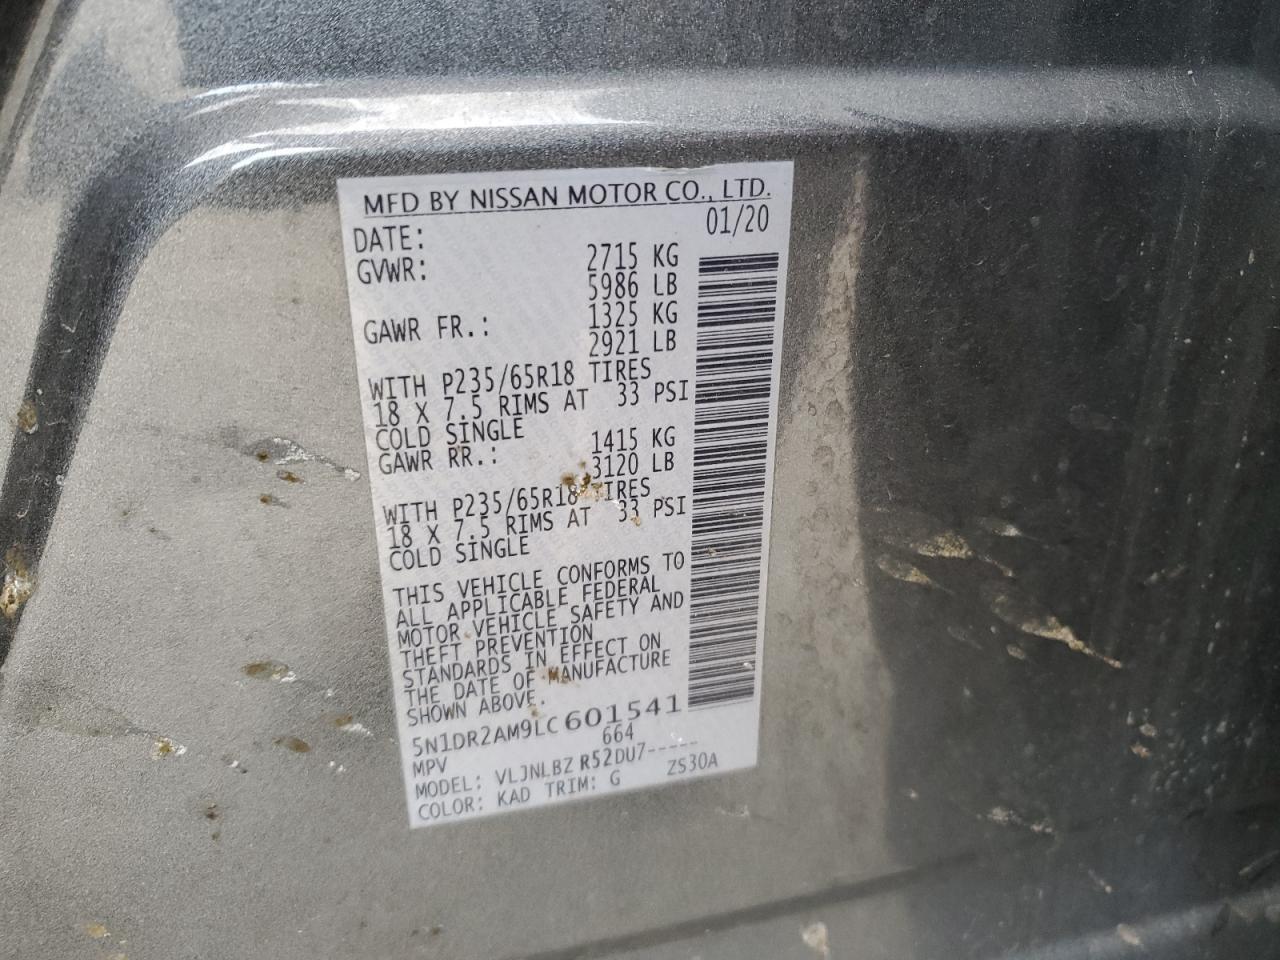 MFD BY NISSAN MOTOR CO., LTD.
DATE: 01/20
GVWR: 2715 KG
5986 LB
GAWR FR.: 1325 KG
2921 LB
WITH P235/65R18 TIRES
18 X 7.5 RIMS AT 33 PSI
COLD SINGLE
GAWR RR.: 1415 KG
3120 LB
WITH P235/65R18 TIRES
18 X 7.5 RIMS AT 33 PSI
COLD SINGLE
THIS VEHICLE CONFORMS TO
ALL APPLICABLE FEDERAL
MOTOR VEHICLE SAFETY AND
THEFT PREVENTION
STANDARDS IN EFFECT ON
THE DATE OF MANUFACTURE
SHOWN ABOVE.
5N1DR2AM9LC601541
MPV 664
MODEL: VLJNLBZ R52DU7-----
COLOR: KAD TRIM: G ZS30A